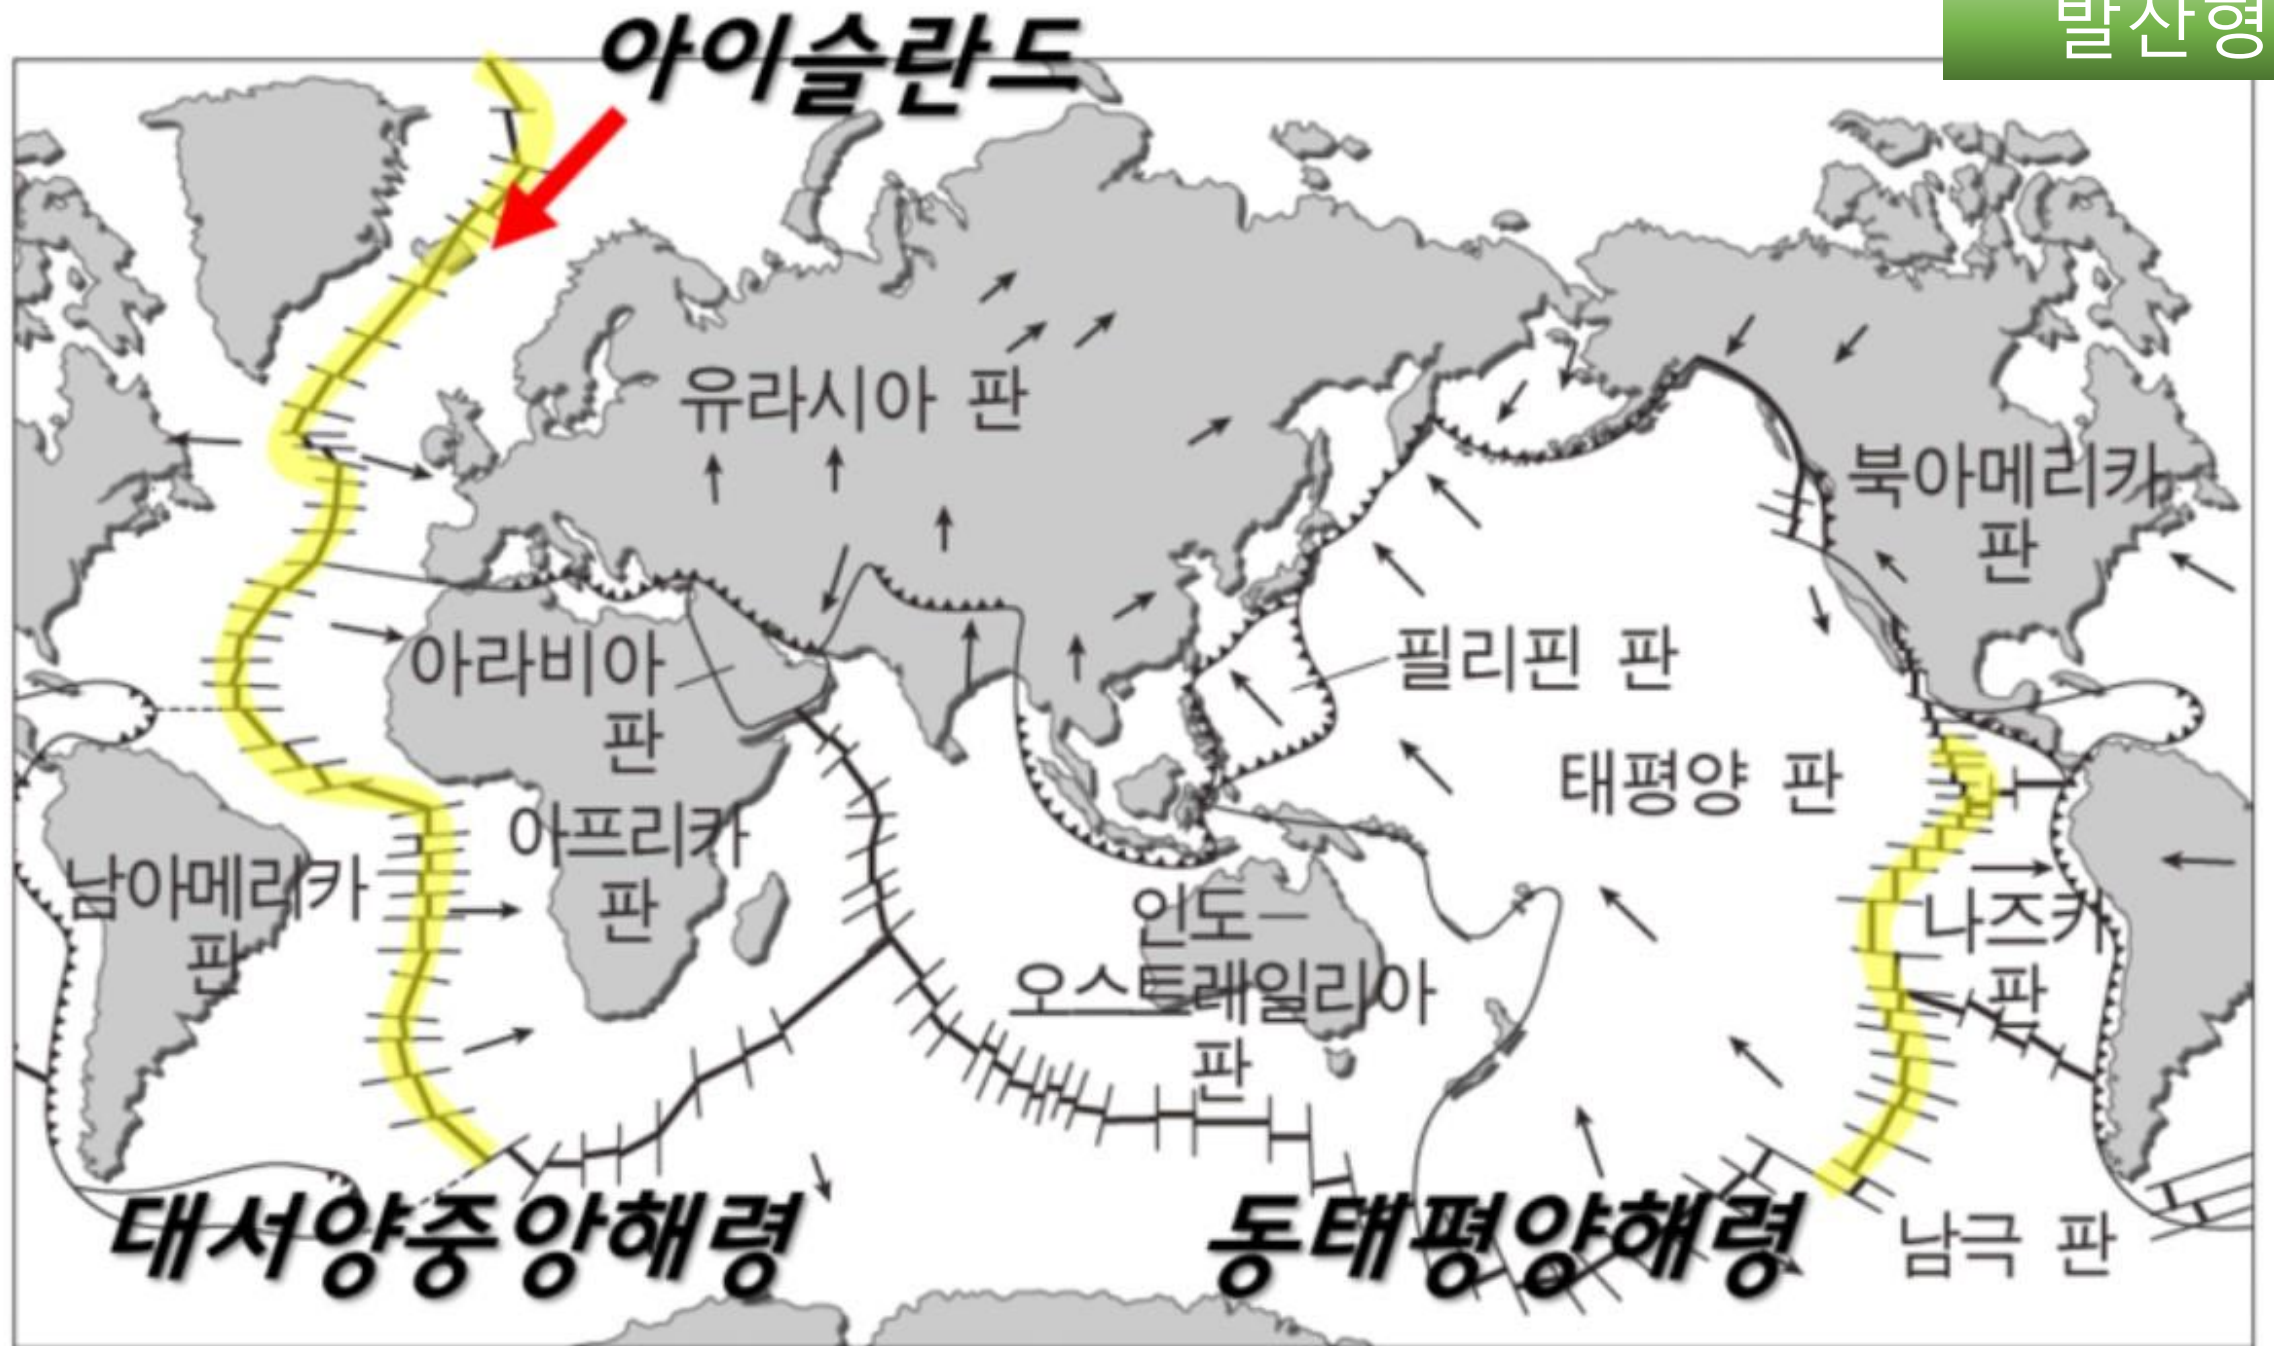 발산형
아이슬란드
유라시아 판
북아메리카
판
아라비아
판
필리핀 판
태평양 판
아프리카
판
남아메리카
판
인도—
오스트레일리아
판
나즈카
판
대서양중앙해령
동태평양해령
남극 판